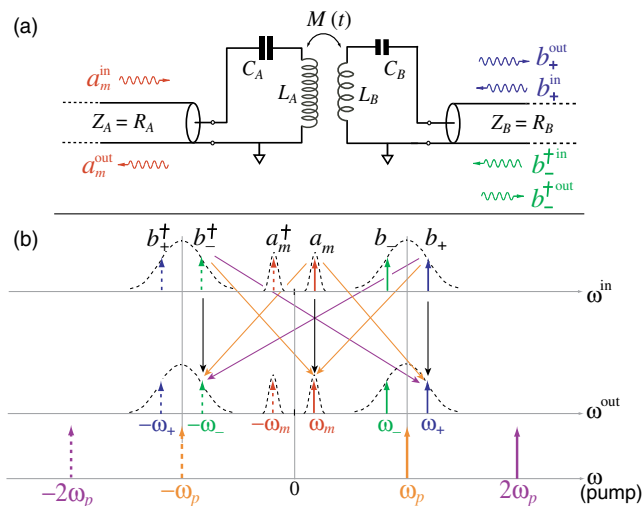 (a)
M (t)
a_m^in
C_A
L_A
L_B
C_B
b_+^out
b_+^in
Z_A = R_A
Z_B = R_B
a_m^out
b_-^†in
b_-^†out
(b)
b_+^† b_-^† a_m^† a_m b_- b_+
ω^in
ω^out
-ω_+ -ω_- -ω_m ω_m ω_- ω_+
-2ω_p -ω_p 0 ω_p 2ω_p ω
(pump)